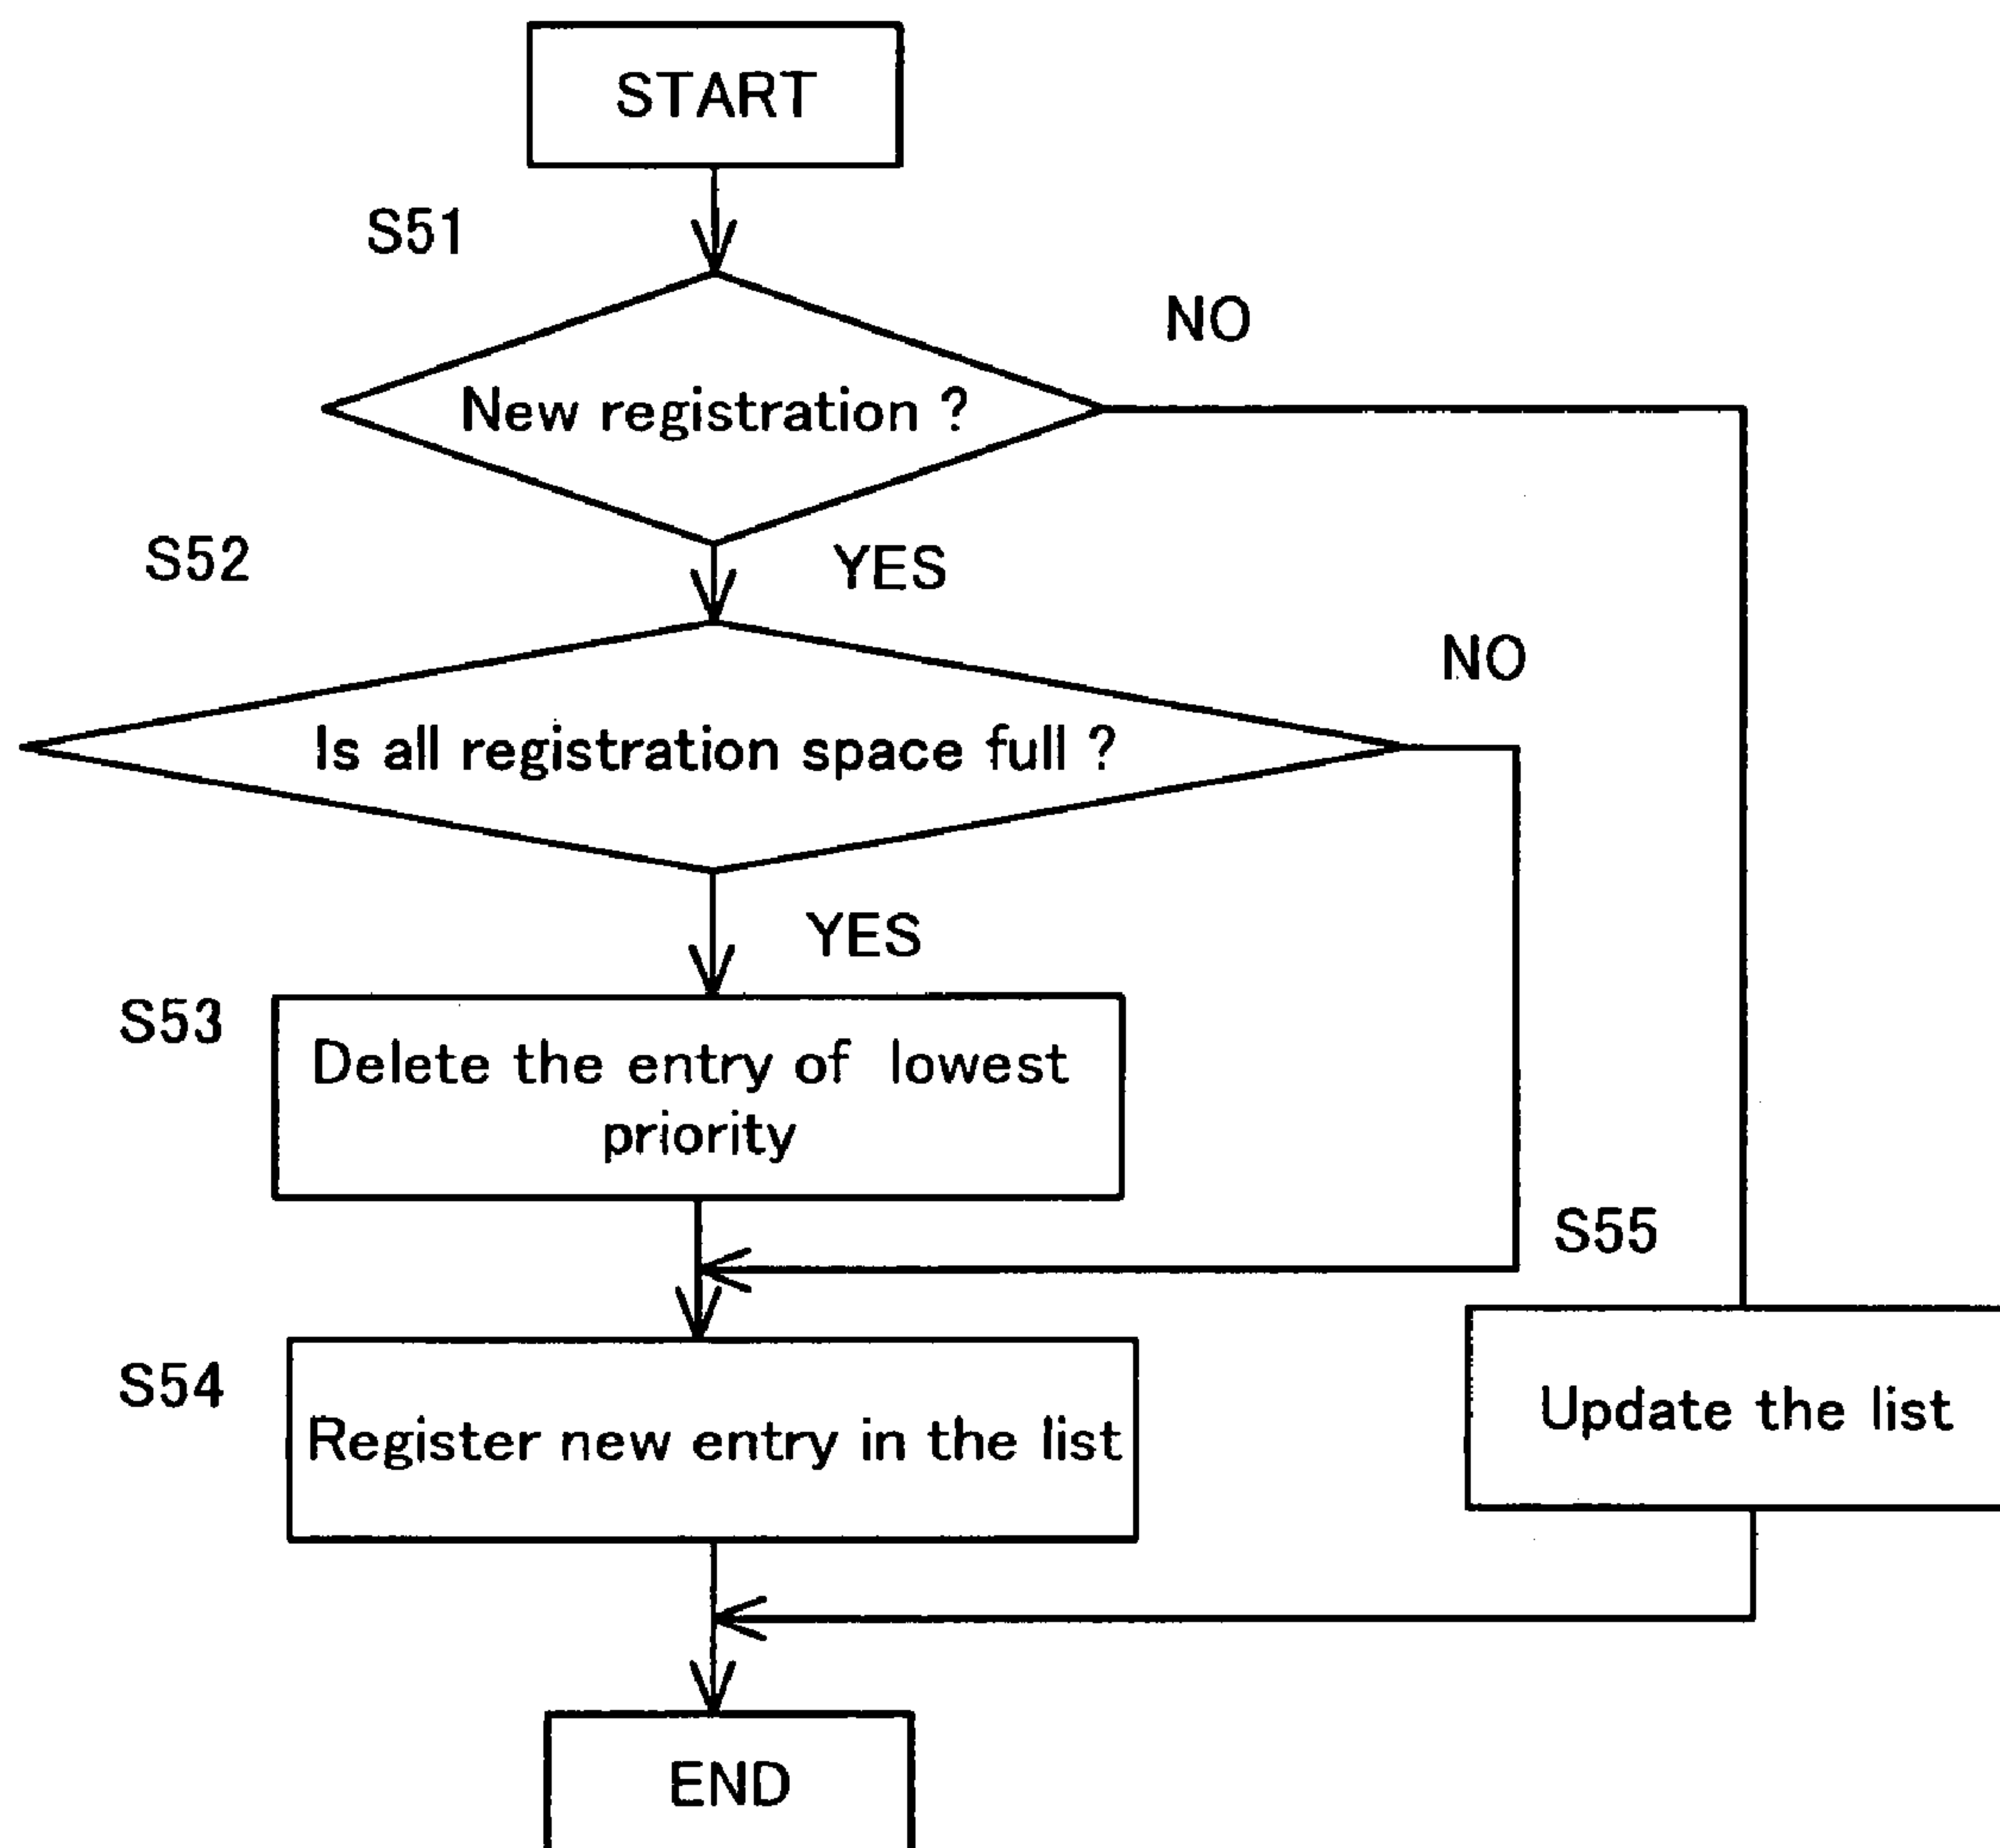 START
S51
NO
New registration ?
S52
YES
NO
Is all registration space full ?
YES
S53
Delete the entry of lowest
priority
S55
S54
Update the list
Register new entry in the list
END